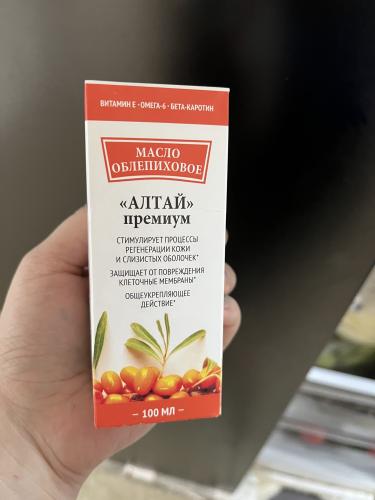 ВИТАМИН Е · ОМЕГА-6 · БЕТА-КАРОТИН
МАСЛО
ОБЛЕПИХОВОЕ
«АЛТАЙ»
премиум
СТИМУЛИРУЕТ ПРОЦЕССЫ
РЕГЕНЕРАЦИИ КОЖИ
И СЛИЗИСТЫХ ОБОЛОЧЕК*
ЗАЩИЩАЕТ ОТ ПОВРЕЖДЕНИЯ
КЛЕТОЧНЫЕ МЕМБРАНЫ*
ОБЩЕУКРЕПЛЯЮЩЕЕ
ДЕЙСТВИЕ*
– 100 МЛ –